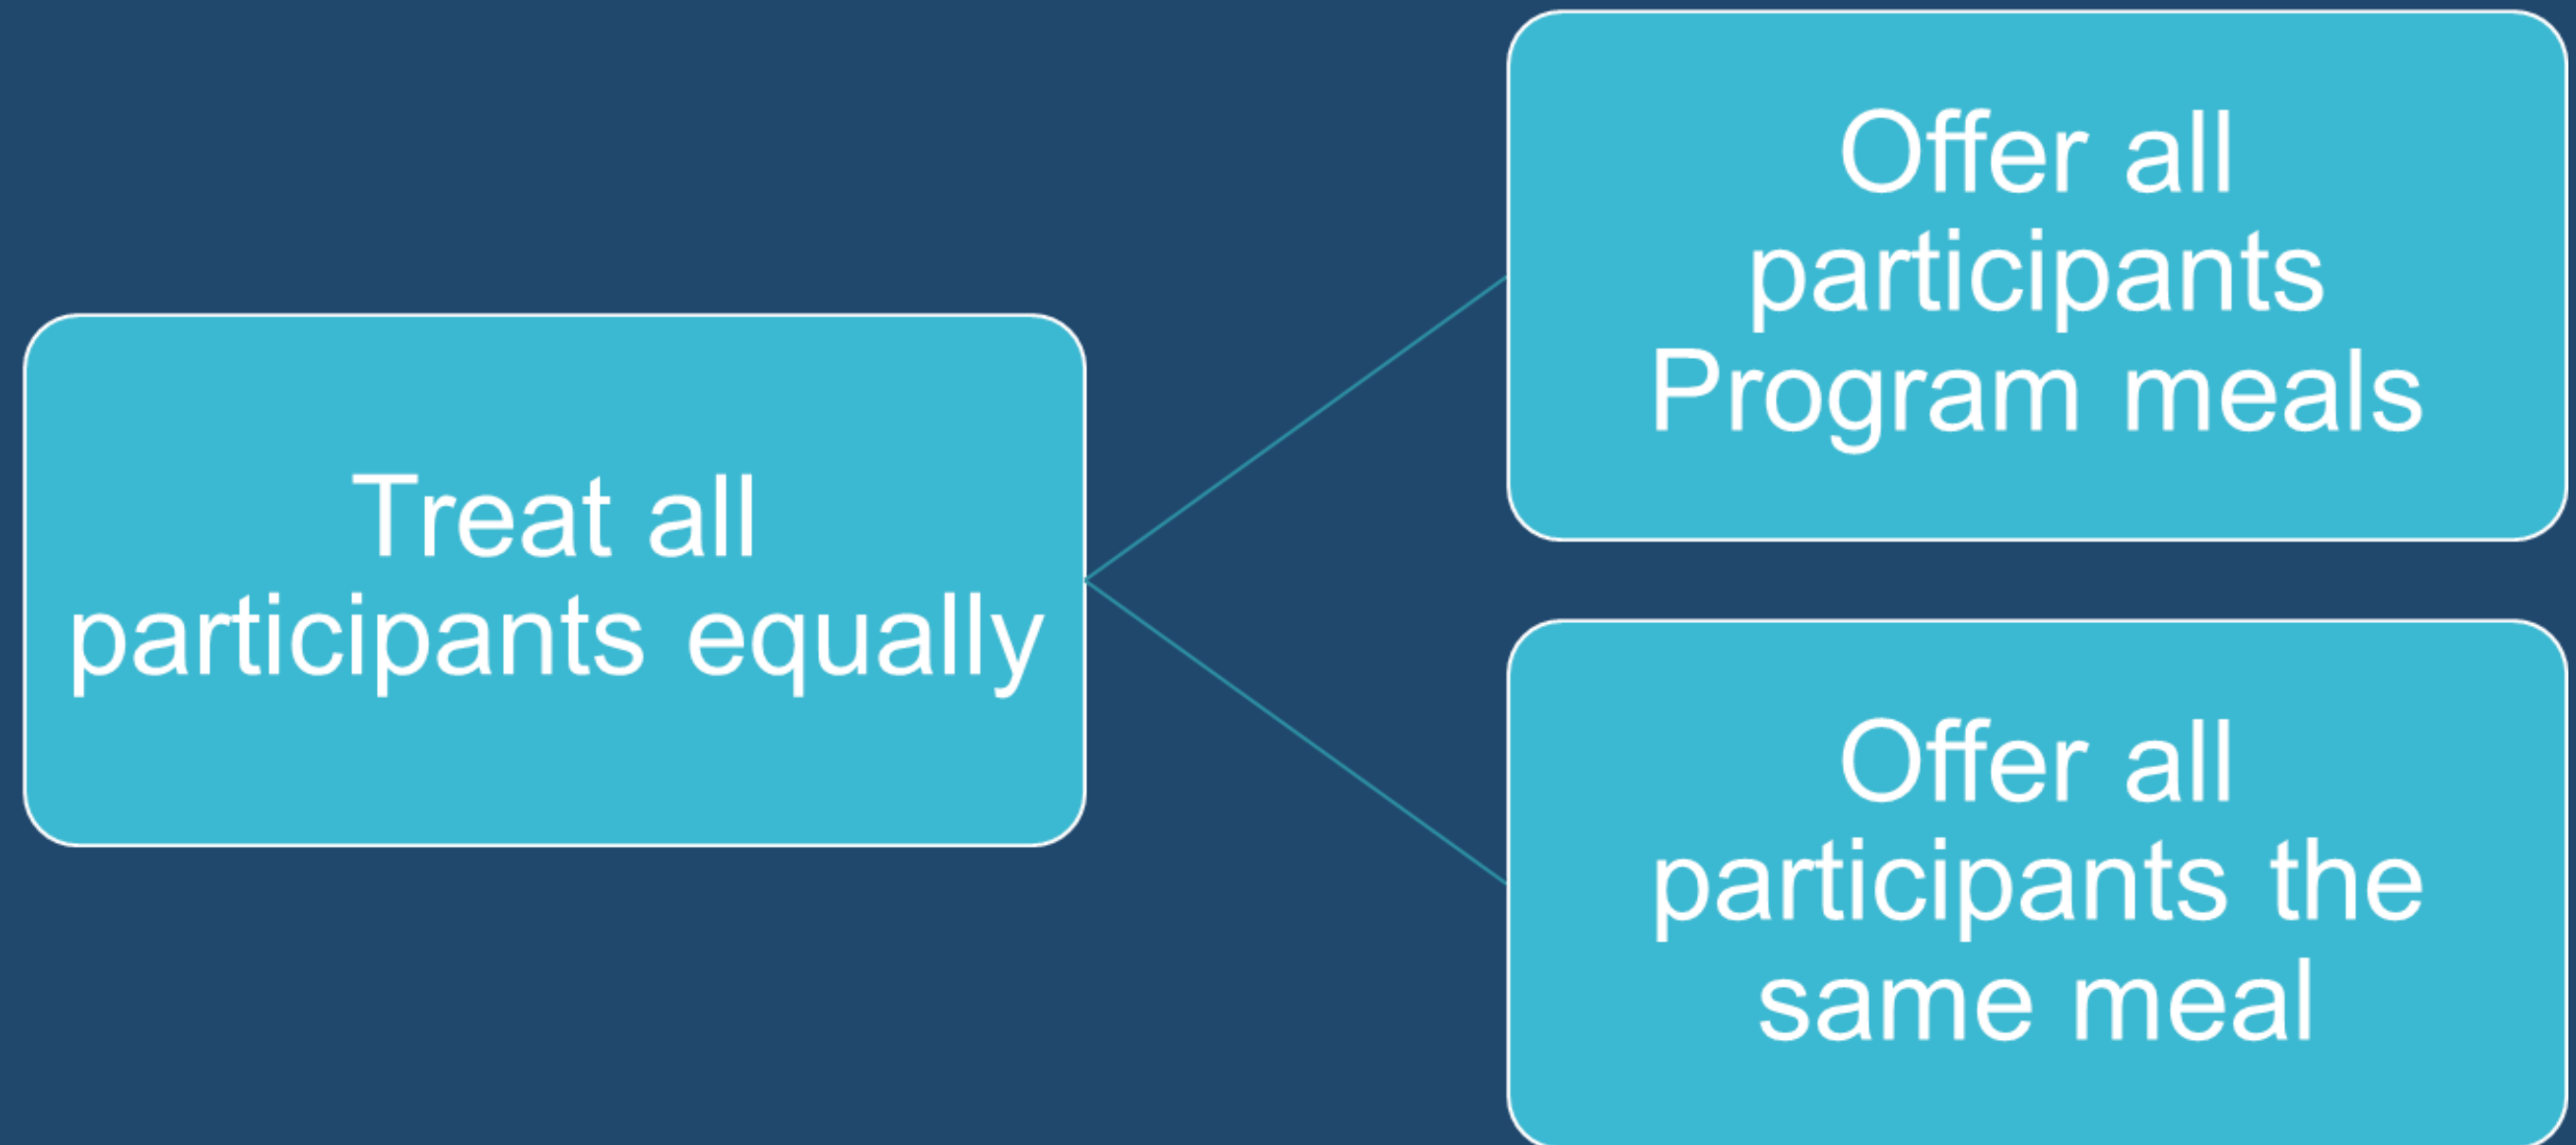 Treat all
participants equally
Offer all
participants
Program meals
Offer all
participants the
same meal